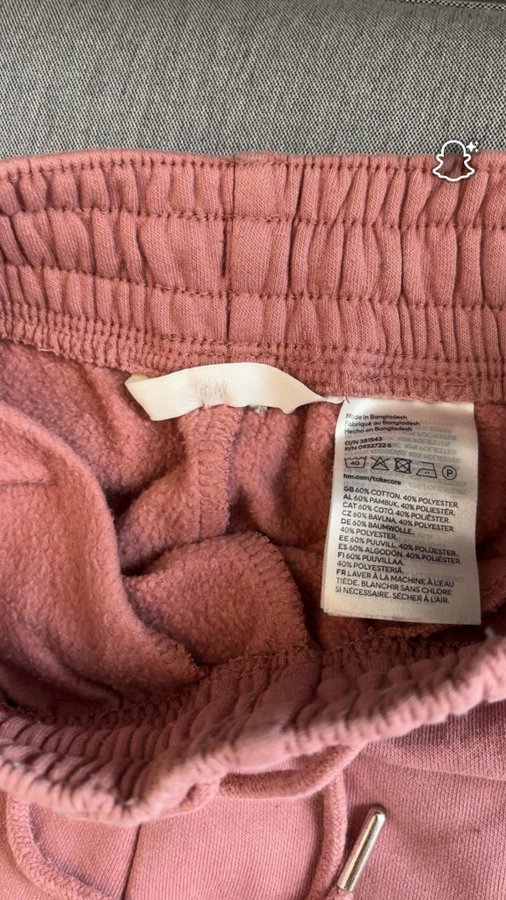 H&M
Made in Bangladesh
Fabriqué au Bangladesh
Hecho en Bangladesh
C/N 381543
P/N 0932722 6
40
P
hm.com/takecare
GB 60% COTTON. 40% POLYESTER.
AL 60% PAMBUK. 40% POLIESTËR.
CAT 60% COTÓ. 40% POLIÈSTER.
CZ 60% BAVLNA. 40% POLYESTER.
DE 60% BAUMWOLLE.
40% POLYESTER.
EE 60% PUUVILL. 40% POLÜESTER.
ES 60% ALGODÓN. 40% POLIÉSTER.
FI 60% PUUVILLAA.
40% POLYESTERIÄ.
FR LAVER À LA MACHINE À L'EAU
TIÈDE. BLANCHIR SANS CHLORE
SI NÉCESSAIRE. SÉCHER À L'AIR.